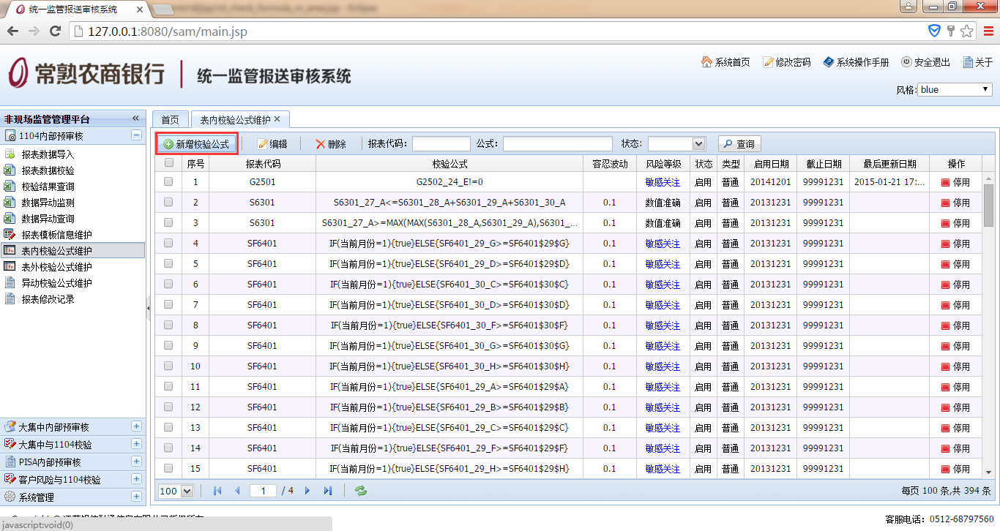 统一监管报送审核系统
127.0.0.1:8080/sam/main.jsp
常熟农商银行 统一监管报送审核系统
系统首页 修改密码 系统操作手册 安全退出 关于
风格: blue
非现场监管管理平台
1104内部预审核
报表数据导入
报表数据校验
校验结果查询
数据异动监测
数据异动查询
报表模板信息维护
表内校验公式维护
表外校验公式维护
异动校验公式维护
报表修改记录
大集中内部预审核
大集中与1104校验
PISA内部预审核
客户风险与1104校验
系统管理
首页 表内校验公式维护
新增校验公式 编辑 删除 报表代码: 公式: 状态: 查询
序号 报表代码 校验公式 容忍波动 风险等级 状态 类型 启用日期 截止日期 最后更新日期 操作
1 G2501 G2502_24_E!=0 敏感关注 启用 普通 20141201 99991231 2015-01-21 17:... 停用
2 S6301 S6301_27_A<=S6301_28_A+S6301_29_A+S6301_30_A 0.1 数值准确 启用 普通 20131231 99991231 停用
3 S6301 S6301_27_A>=MAX(MAX(S6301_28_A,S6301_29_A),S6301_... 0.1 数值准确 启用 普通 20131231 99991231 停用
4 SF6401 IF(当前月份=1){true}ELSE{SF6401_29_G>=SF6401$29$G} 0.1 敏感关注 启用 普通 20131231 99991231 停用
5 SF6401 IF(当前月份=1){true}ELSE{SF6401_29_D>=SF6401$29$D} 0.1 敏感关注 启用 普通 20131231 99991231 停用
6 SF6401 IF(当前月份=1){true}ELSE{SF6401_30_C>=SF6401$30$C} 0.1 敏感关注 启用 普通 20131231 99991231 停用
7 SF6401 IF(当前月份=1){true}ELSE{SF6401_30_D>=SF6401$30$D} 0.1 敏感关注 启用 普通 20131231 99991231 停用
8 SF6401 IF(当前月份=1){true}ELSE{SF6401_30_F>=SF6401$30$F} 0.1 敏感关注 启用 普通 20131231 99991231 停用
9 SF6401 IF(当前月份=1){true}ELSE{SF6401_30_G>=SF6401$30$G} 0.1 敏感关注 启用 普通 20131231 99991231 停用
10 SF6401 IF(当前月份=1){true}ELSE{SF6401_30_H>=SF6401$30$H} 0.1 敏感关注 启用 普通 20131231 99991231 停用
11 SF6401 IF(当前月份=1){true}ELSE{SF6401_29_A>=SF6401$29$A} 0.1 敏感关注 启用 普通 20131231 99991231 停用
12 SF6401 IF(当前月份=1){true}ELSE{SF6401_29_B>=SF6401$29$B} 0.1 敏感关注 启用 普通 20131231 99991231 停用
13 SF6401 IF(当前月份=1){true}ELSE{SF6401_29_C>=SF6401$29$C} 0.1 敏感关注 启用 普通 20131231 99991231 停用
14 SF6401 IF(当前月份=1){true}ELSE{SF6401_29_F>=SF6401$29$F} 0.1 敏感关注 启用 普通 20131231 99991231 停用
15 SF6401 IF(当前月份=1){true}ELSE{SF6401_29_H>=SF6401$29$H} 0.1 敏感关注 启用 普通 20131231 99991231 停用
100 1 / 4 每页 100 条,共 394 条
客服电话: 0512-68797560
javascript:void(0)